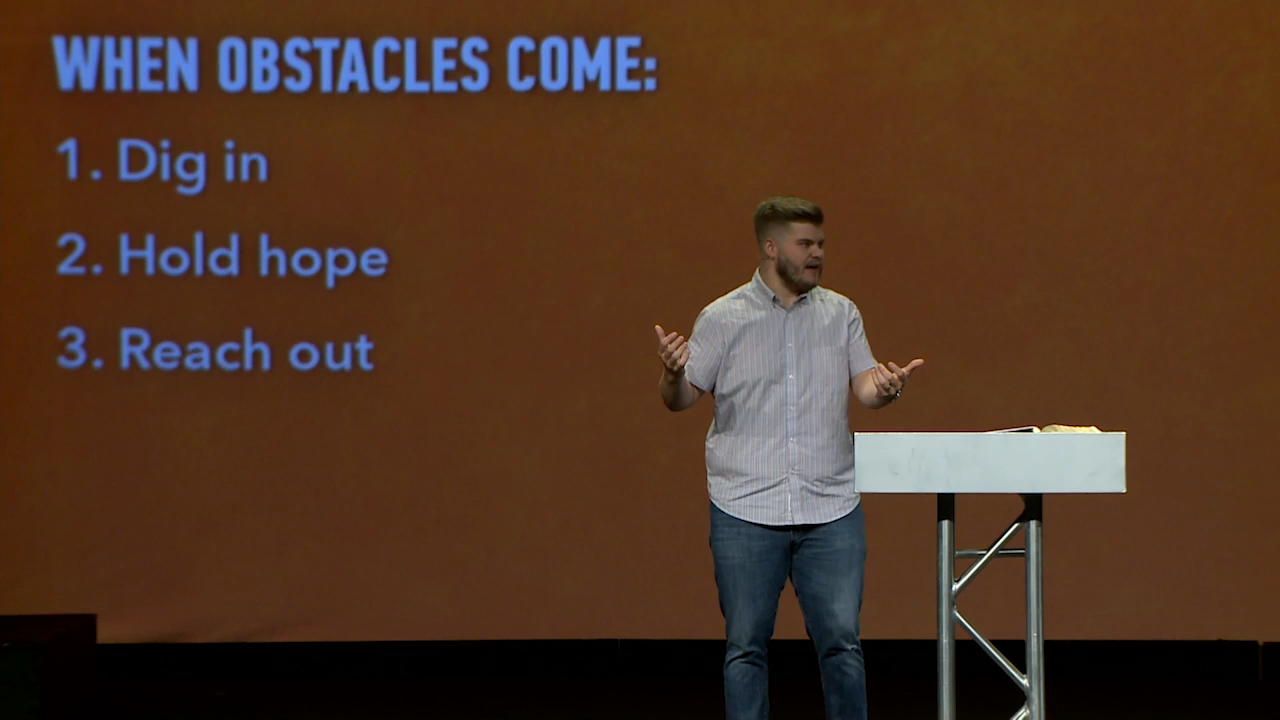 WHEN OBSTACLES COME:
1. Dig in
2. Hold hope
3. Reach out